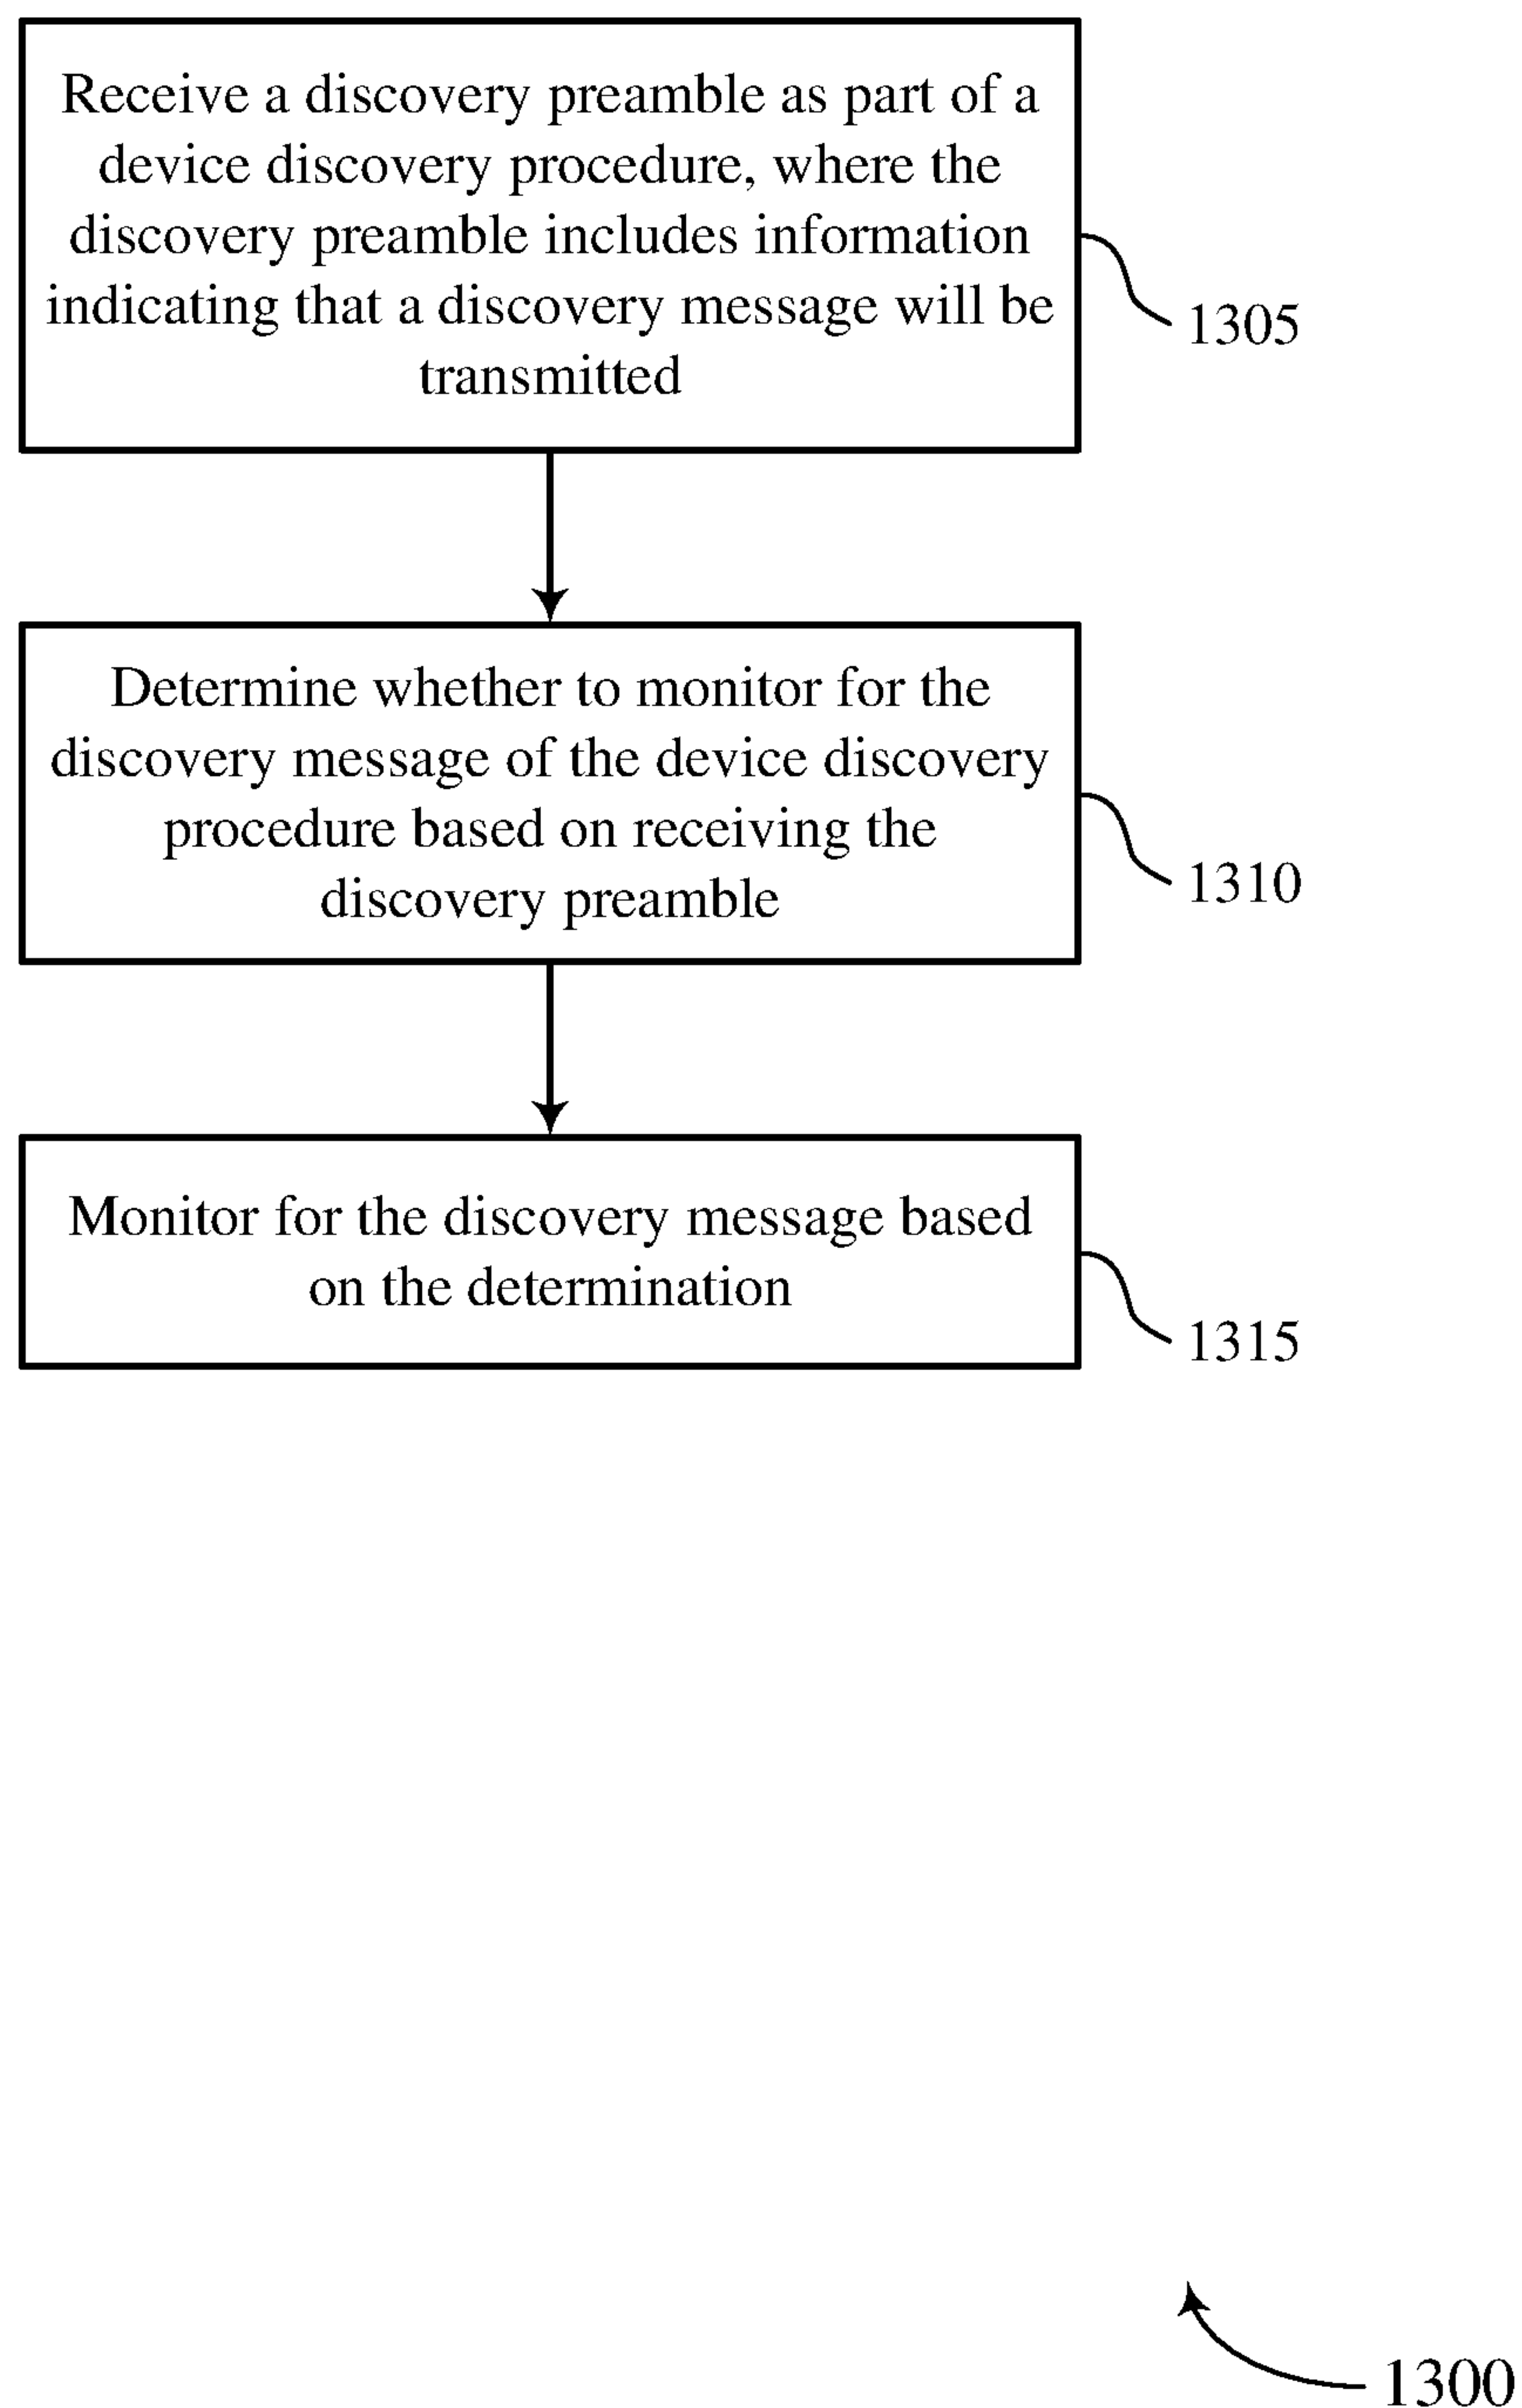 Receive a discovery preamble as part of a
device discovery procedure, where the
discovery preamble includes information
indicating that a discovery message will be
transmitted
1305
Determine whether to monitor for the
discovery message of the device discovery
procedure based on receiving the
discovery preamble
1310
Monitor for the discovery message based
on the determination
1315
1300